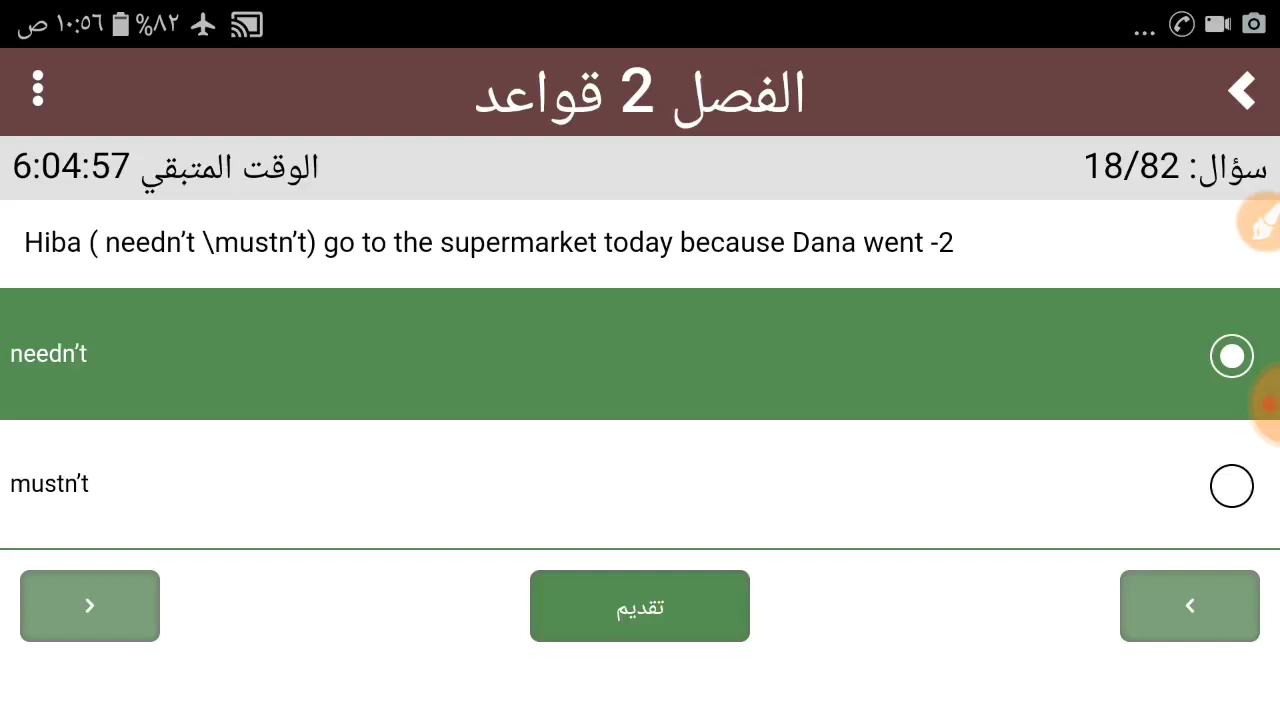 ١٠:٥٦ ص %٨٢ ...
الفصل 2 قواعد
سؤال: 18/82
الوقت المتبقي 6:04:57
Hiba ( needn’t \mustn’t) go to the supermarket today because Dana went -2
needn’t
mustn’t
تقديم